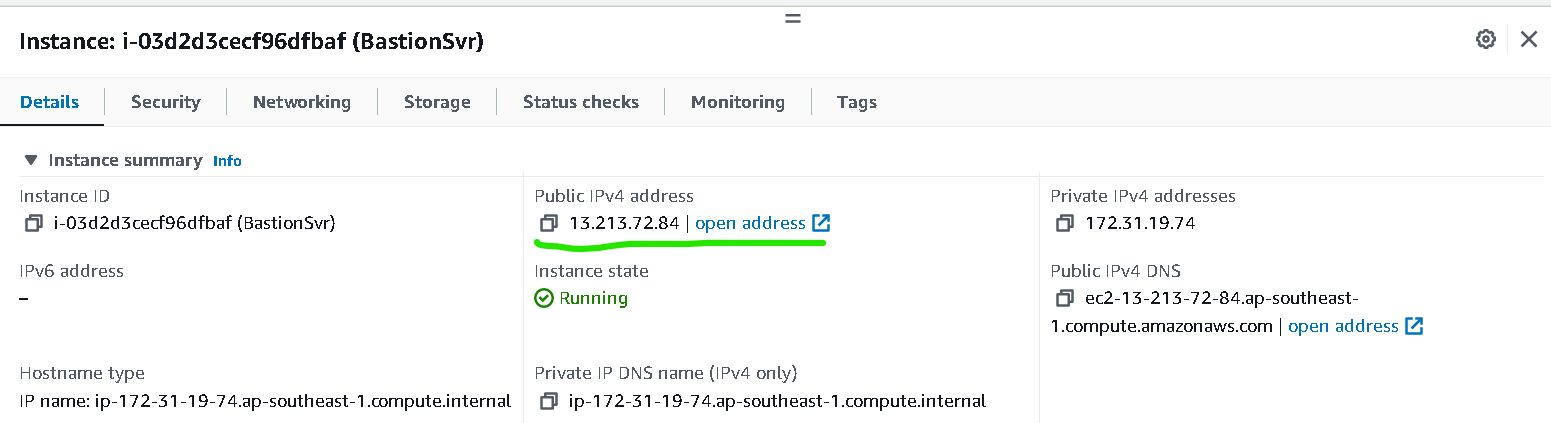 Instance: i-03d2d3cecf96dfbaf (BastionSvr)
Details
Security
Networking
Storage
Status checks
Monitoring
Tags
Instance summary Info
Instance ID
i-03d2d3cecf96dfbaf (BastionSvr)
Public IPv4 address
13.213.72.84 | open address
Private IPv4 addresses
172.31.19.74
IPv6 address
–
Instance state
Running
Public IPv4 DNS
ec2-13-213-72-84.ap-southeast-
1.compute.amazonaws.com | open address
Hostname type
IP name: ip-172-31-19-74.ap-southeast-1.compute.internal
Private IP DNS name (IPv4 only)
ip-172-31-19-74.ap-southeast-1.compute.internal